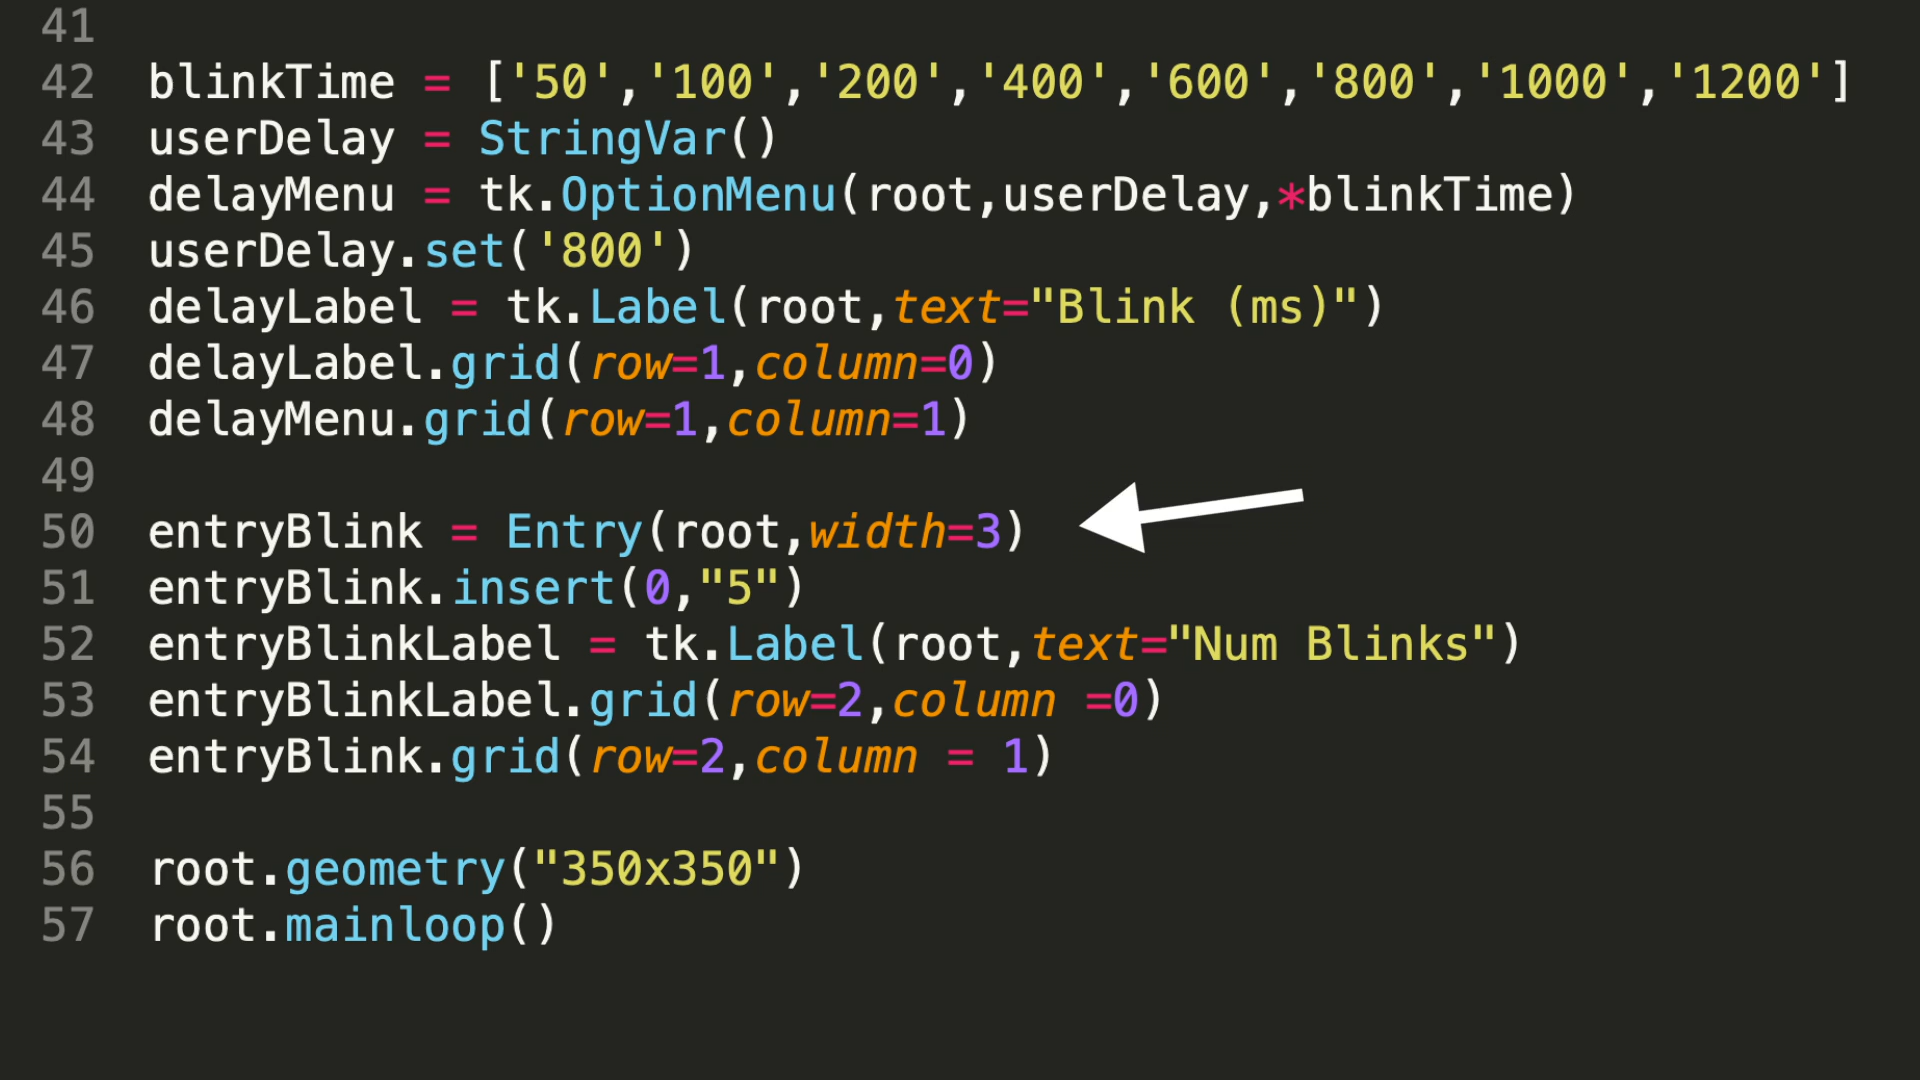 41
42 blinkTime = ['50','100','200','400','600','800','1000','1200']
43 userDelay = StringVar()
44 delayMenu = tk.OptionMenu(root,userDelay,*blinkTime)
45 userDelay.set('800')
46 delayLabel = tk.Label(root,text="Blink (ms)")
47 delayLabel.grid(row=1,column=0)
48 delayMenu.grid(row=1,column=1)
49
50 entryBlink = Entry(root,width=3)
51 entryBlink.insert(0,"5")
52 entryBlinkLabel = tk.Label(root,text="Num Blinks")
53 entryBlinkLabel.grid(row=2,column =0)
54 entryBlink.grid(row=2,column = 1)
55
56 root.geometry("350x350")
57 root.mainloop()